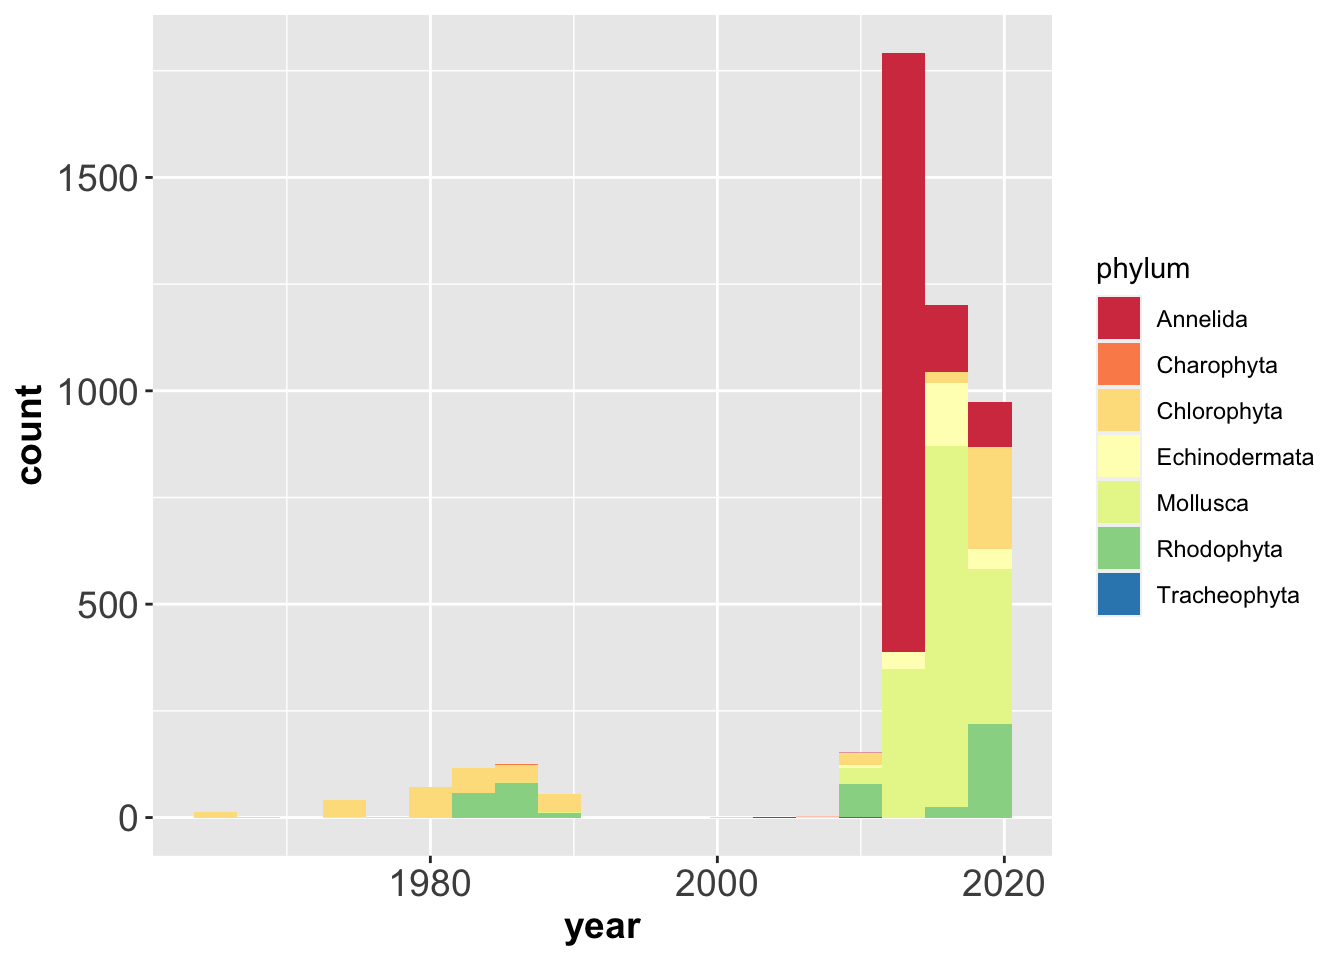 1500
1000
500
0
count
1980
2000
2020
year
phylum
Annelida
Charophyta
Chlorophyta
Echinodermata
Mollusca
Rhodophyta
Tracheophyta